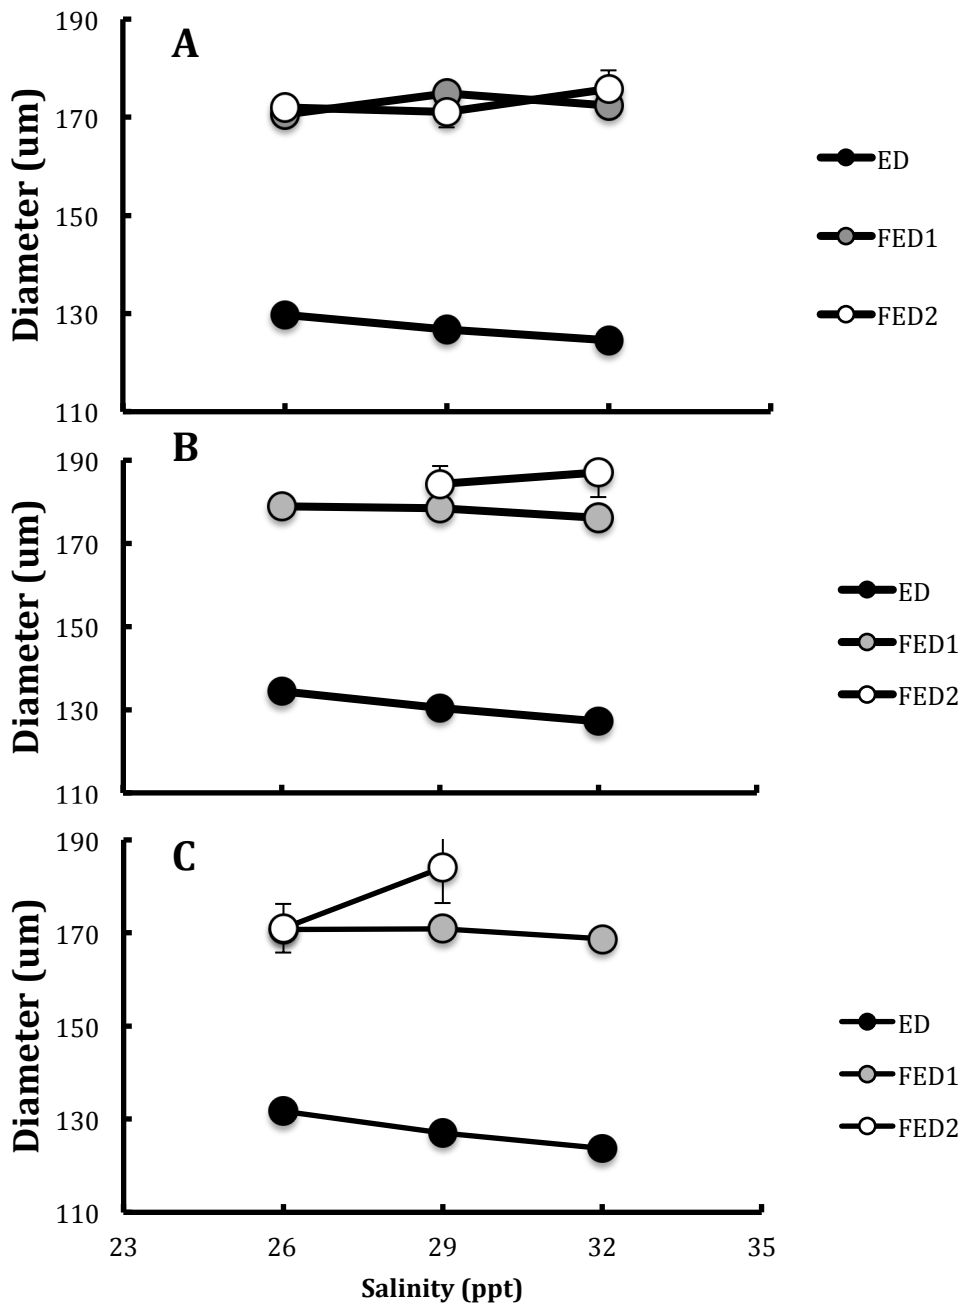 A
190
170
150
130
110
Diameter (um)
ED
FED1
FED2
B
190
170
150
130
110
Diameter (um)
ED
FED1
FED2
C
190
170
150
130
110
Diameter (um)
ED
FED1
FED2
23 26 29 32 35
Salinity (ppt)